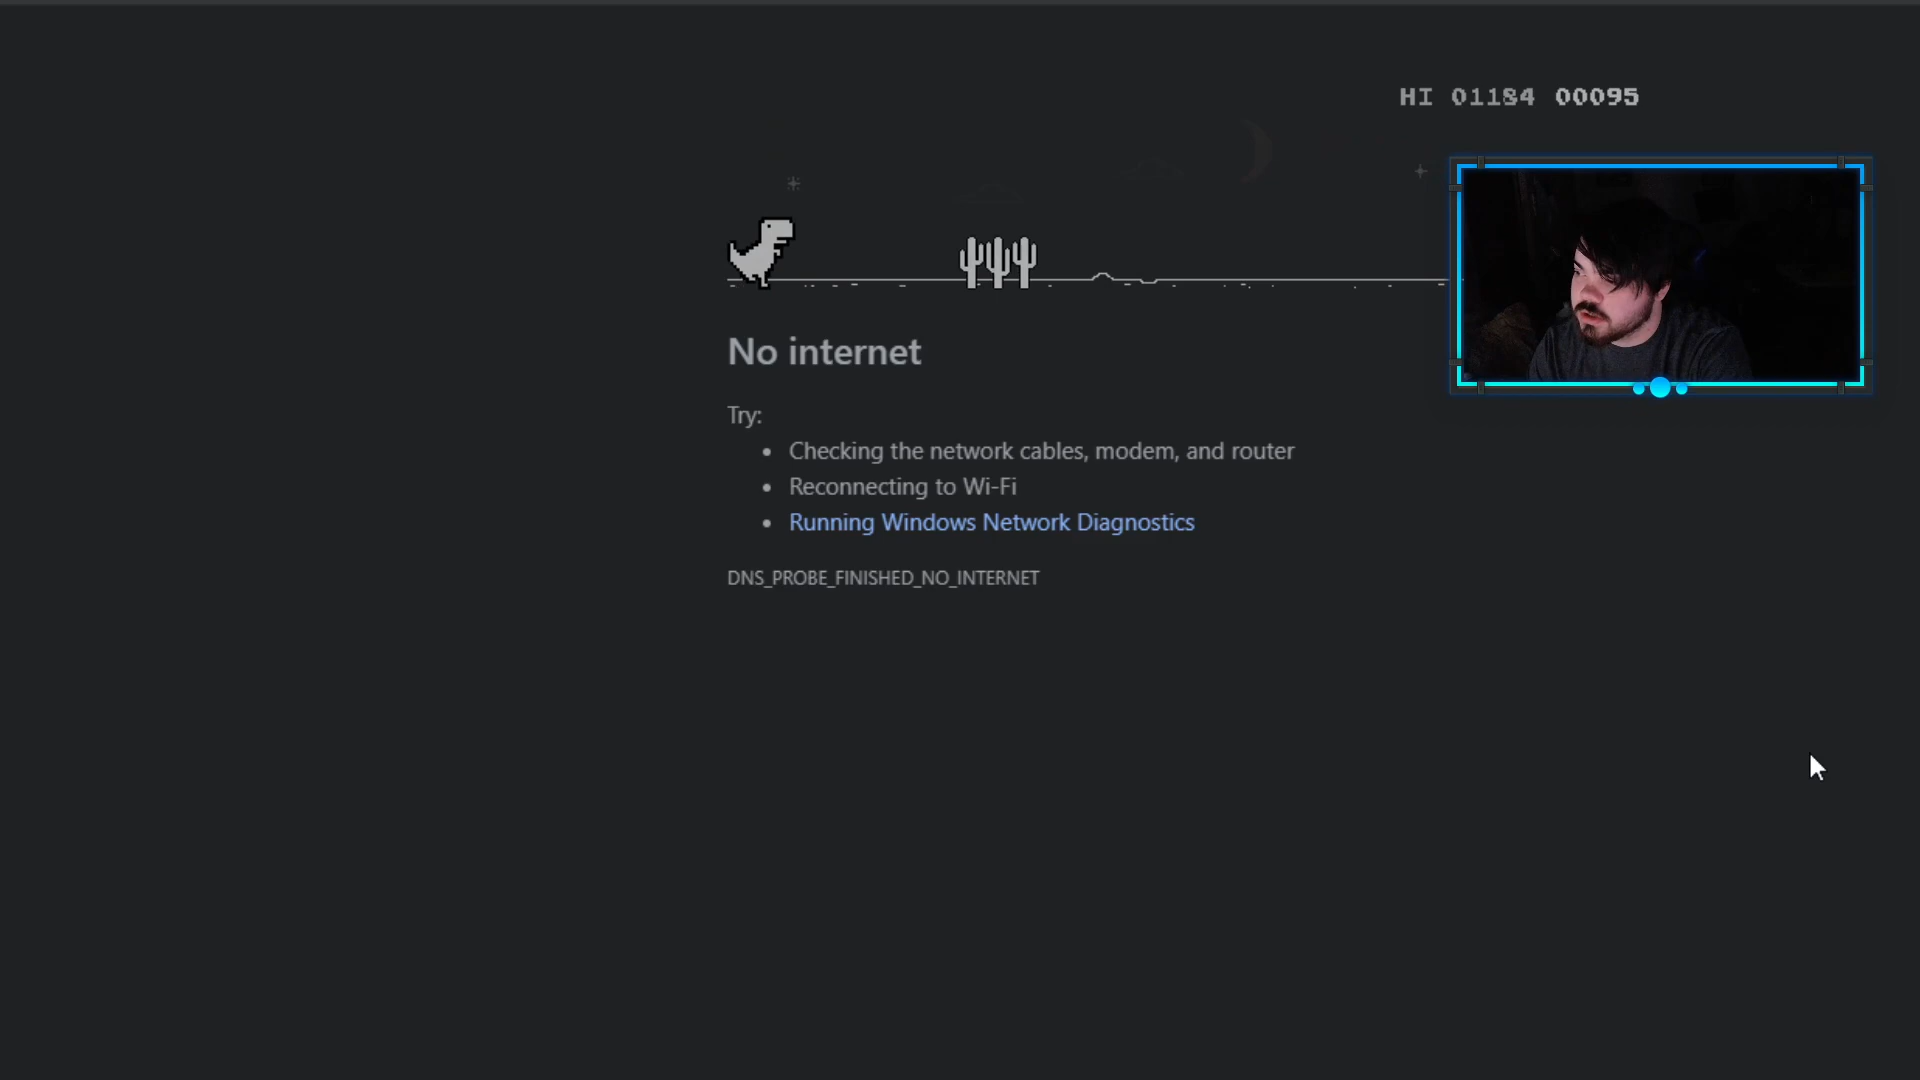 HI 01184 00095
No internet
Try:
Checking the network cables, modem, and router
Reconnecting to Wi-Fi
Running Windows Network Diagnostics
DNS_PROBE_FINISHED_NO_INTERNET